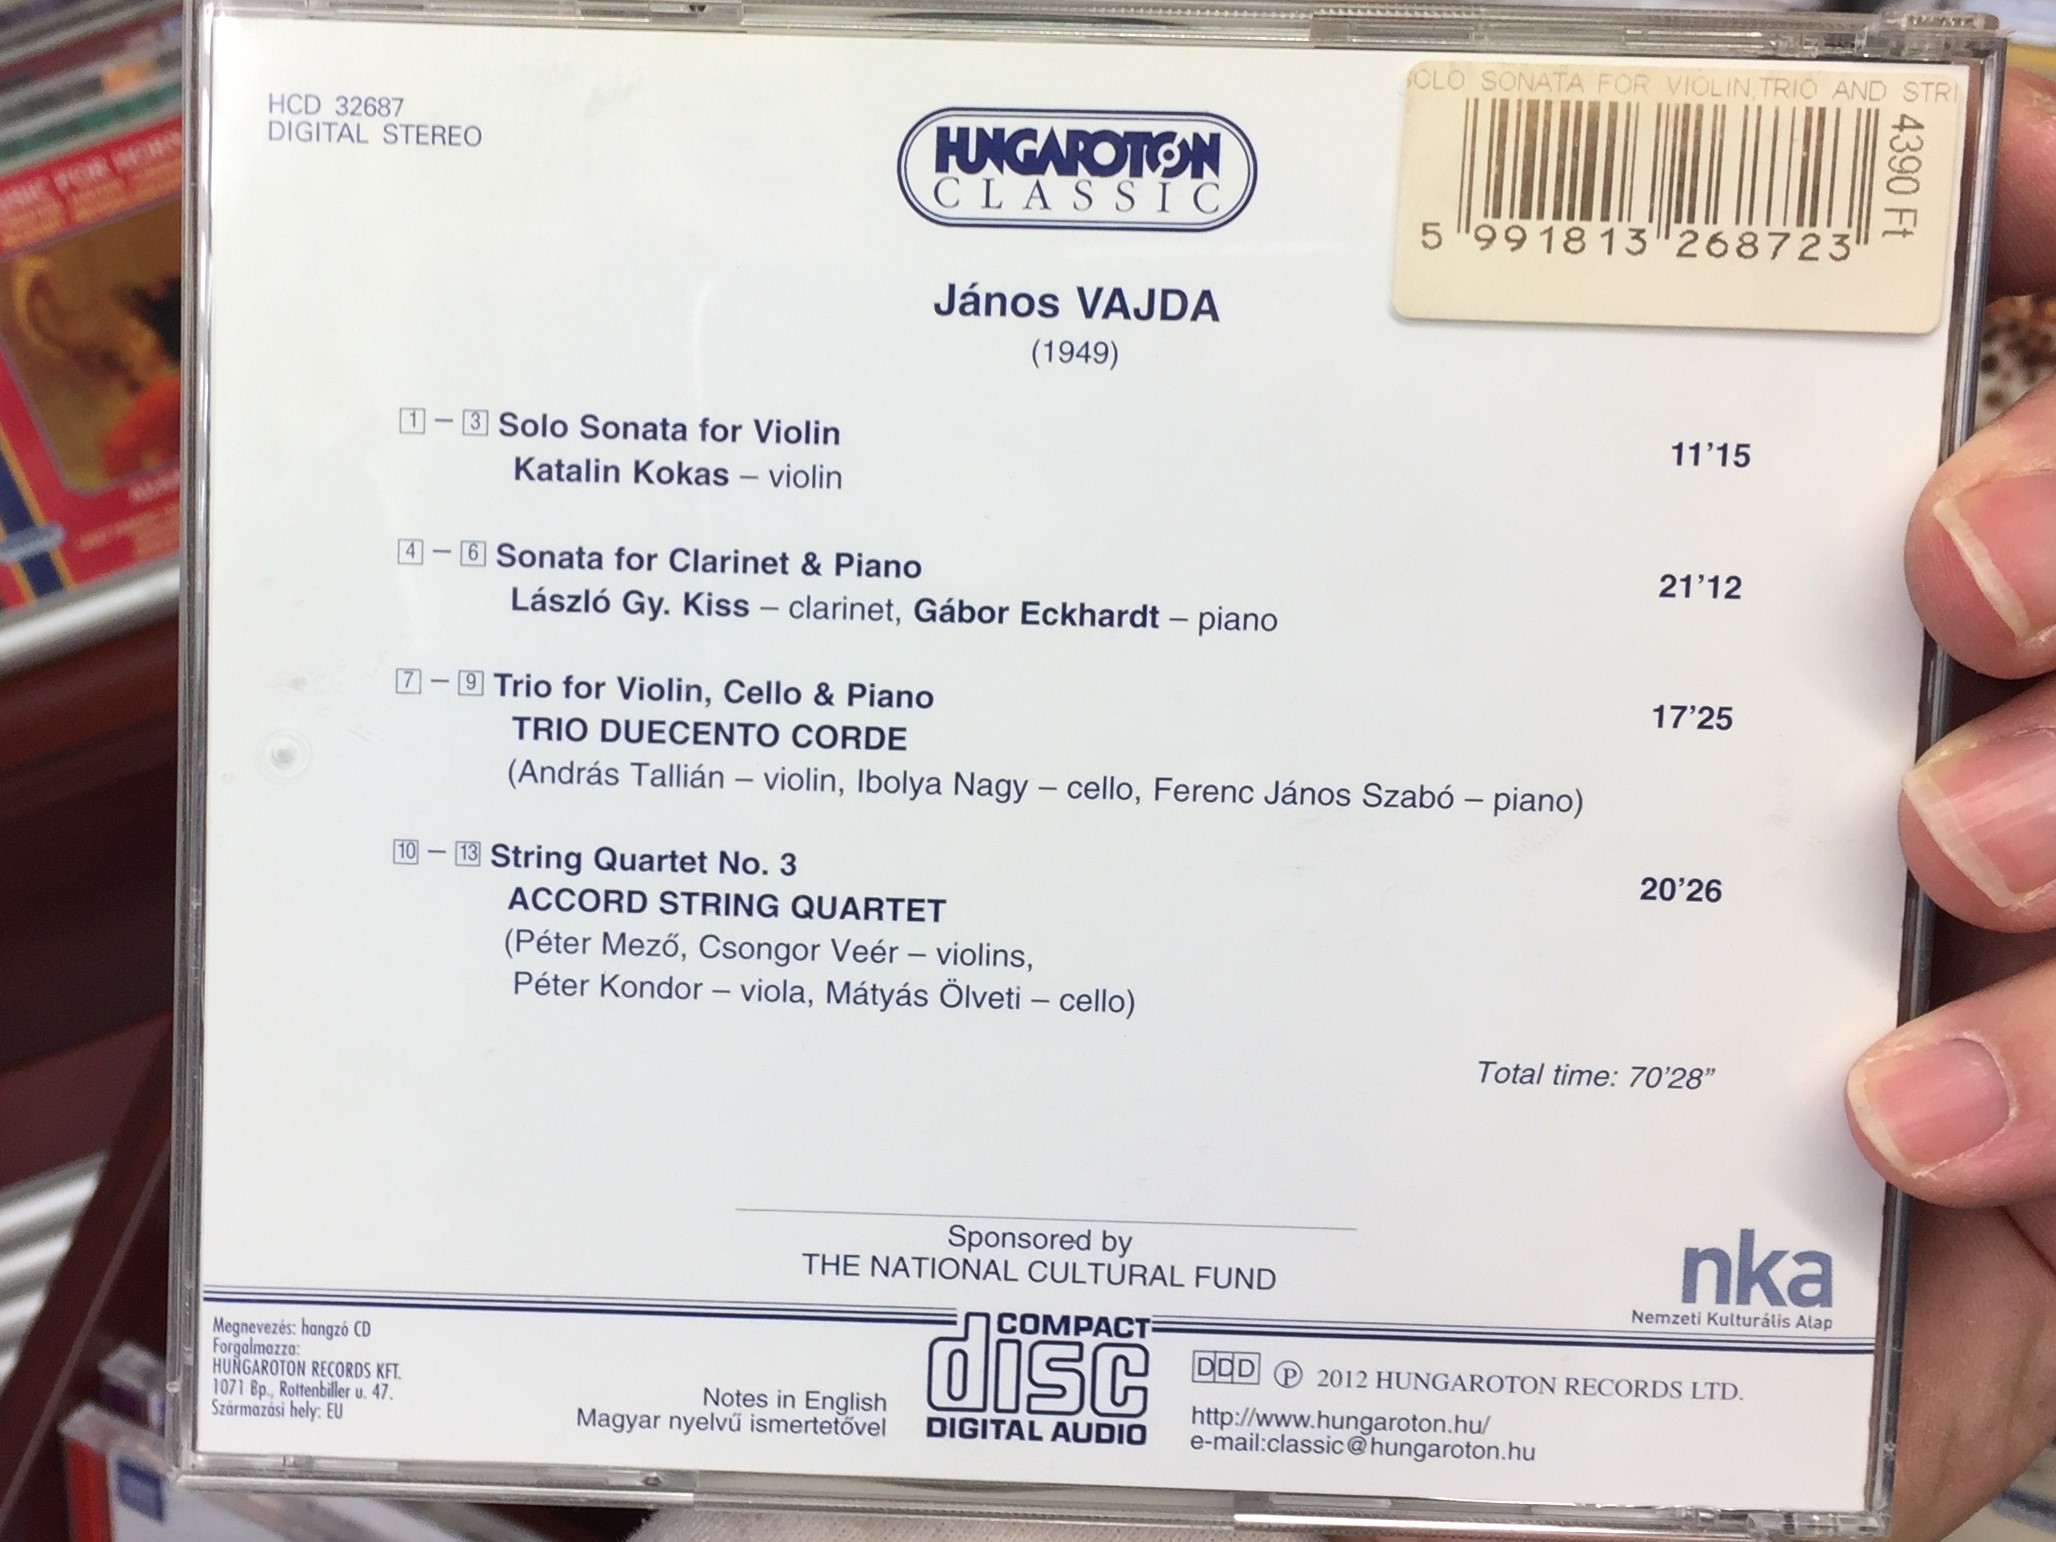 HCD 32687
DIGITAL STEREO
HUNGAROTON
CLASSIC
SOLO SONATA FOR VIOLIN,TRIO AND STRI
4390 Ft
5 991813 268723
János VAJDA
(1949)
1 – 3 Solo Sonata for Violin 11’15
Katalin Kokas – violin
4 – 6 Sonata for Clarinet & Piano 21’12
László Gy. Kiss – clarinet, Gábor Eckhardt – piano
7 – 9 Trio for Violin, Cello & Piano 17’25
TRIO DUECENTO CORDE
(András Tallián – violin, Ibolya Nagy – cello, Ferenc János Szabó – piano)
10 – 13 String Quartet No. 3 20’26
ACCORD STRING QUARTET
(Péter Mező, Csongor Veér – violins,
Péter Kondor – viola, Mátyás Ölveti – cello)
Total time: 70’28”
Sponsored by
THE NATIONAL CULTURAL FUND
nka
Nemzeti Kulturális Alap
Megnevezés: hangzó CD
Forgalmazza:
HUNGAROTON RECORDS KFT.
1071 Bp., Rottenbiller u. 47.
Származási hely: EU
Notes in English
Magyar nyelvű ismertetővel
COMPACT
disc
DIGITAL AUDIO
DDD ℗ 2012 HUNGAROTON RECORDS LTD.
http://www.hungaroton.hu/
e-mail:classic@hungaroton.hu